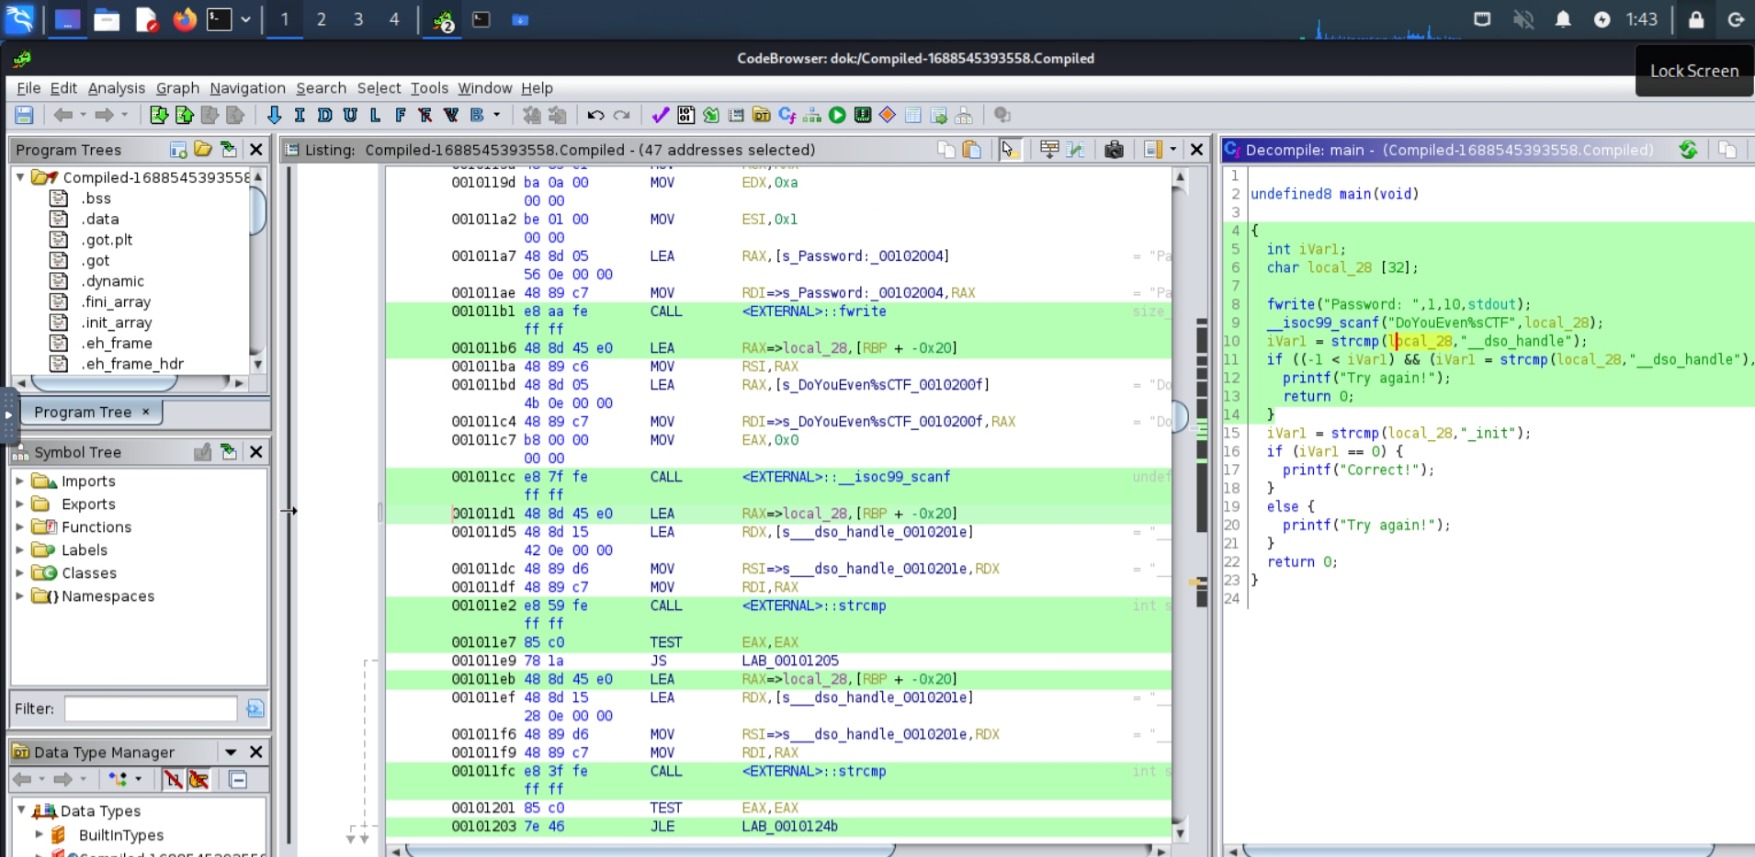 1 2 3 4 2 1:43
CodeBrowser: dok:/Compiled-1688545393558.Compiled
Lock Screen
File Edit Analysis Graph Navigation Search Select Tools Window Help
I D U L F V B
Program Trees
Compiled-1688545393558
.bss
.data
.got.plt
.got
.dynamic
.fini_array
.init_array
.eh_frame
.eh_frame_hdr
Program Tree ×
Symbol Tree
Imports
Exports
Functions
Labels
Classes
Namespaces
Filter:
Data Type Manager
Data Types
BuiltInTypes
Listing: Compiled-1688545393558.Compiled - (47 addresses selected)
0010119d ba 0a 00 MOV EDX,0xa
00 00
001011a2 be 01 00 MOV ESI,0x1
00 00
001011a7 48 8d 05 LEA RAX,[s_Password:_00102004] = "Pa
56 0e 00 00
001011ae 48 89 c7 MOV RDI=>s_Password:_00102004,RAX = "Pa
001011b1 e8 aa fe CALL <EXTERNAL>::fwrite size_
ff ff
001011b6 48 8d 45 e0 LEA RAX=>local_28,[RBP + -0x20]
001011ba 48 89 c6 MOV RSI,RAX
001011bd 48 8d 05 LEA RAX,[s_DoYouEven%sCTF_0010200f] = "Do
4b 0e 00 00
001011c4 48 89 c7 MOV RDI=>s_DoYouEven%sCTF_0010200f,RAX = "Do
001011c7 b8 00 00 MOV EAX,0x0
00 00
001011cc e8 7f fe CALL <EXTERNAL>::__isoc99_scanf undef
ff ff
001011d1 48 8d 45 e0 LEA RAX=>local_28,[RBP + -0x20]
001011d5 48 8d 15 LEA RDX,[s___dso_handle_0010201e] = "__
42 0e 00 00
001011dc 48 89 d6 MOV RSI=>s___dso_handle_0010201e,RDX = "__
001011df 48 89 c7 MOV RDI,RAX
001011e2 e8 59 fe CALL <EXTERNAL>::strcmp int s
ff ff
001011e7 85 c0 TEST EAX,EAX
001011e9 78 1a JS LAB_00101205
001011eb 48 8d 45 e0 LEA RAX=>local_28,[RBP + -0x20]
001011ef 48 8d 15 LEA RDX,[s___dso_handle_0010201e] = "__
28 0e 00 00
001011f6 48 89 d6 MOV RSI=>s___dso_handle_0010201e,RDX = "__
001011f9 48 89 c7 MOV RDI,RAX
001011fc e8 3f fe CALL <EXTERNAL>::strcmp int s
ff ff
00101201 85 c0 TEST EAX,EAX
00101203 7e 46 JLE LAB_0010124b
Decompile: main - (Compiled-1688545393558.Compiled)
1
2 undefined8 main(void)
3
4 {
5 int iVar1;
6 char local_28 [32];
7
8 fwrite("Password: ",1,10,stdout);
9 __isoc99_scanf("DoYouEven%sCTF",local_28);
10 iVar1 = strcmp(local_28,"__dso_handle");
11 if ((-1 < iVar1) && (iVar1 = strcmp(local_28,"__dso_handle"),
12 printf("Try again!");
13 return 0;
14 }
15 iVar1 = strcmp(local_28,"_init");
16 if (iVar1 == 0) {
17 printf("Correct!");
18 }
19 else {
20 printf("Try again!");
21 }
22 return 0;
23 }
24